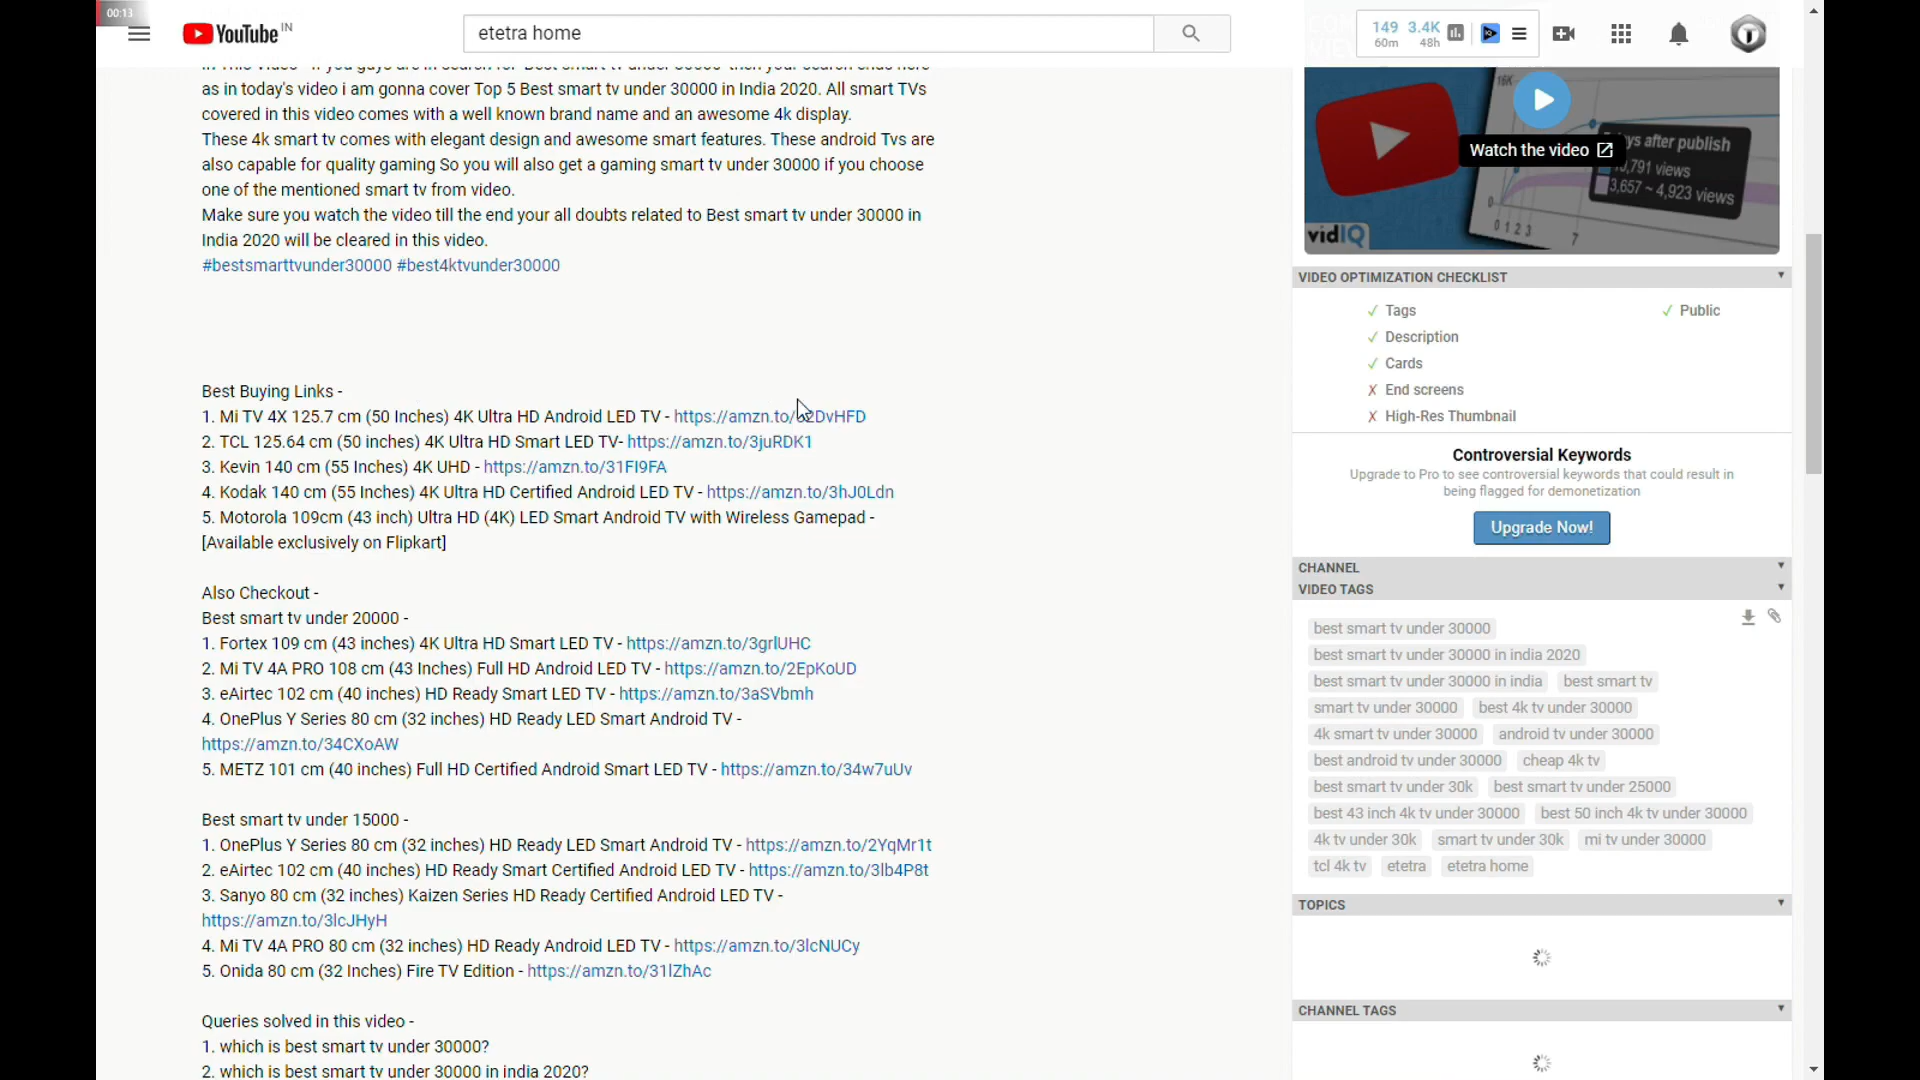 00:13
YouTube IN
etetra home
149 3.4K
60m 48h
as in today's video i am gonna cover Top 5 Best smart tv under 30000 in India 2020. All smart TVs
covered in this video comes with a well known brand name and an awesome 4k display.
These 4k smart tv comes with elegant design and awesome smart features. These android Tvs are
also capable for quality gaming So you will also get a gaming smart tv under 30000 if you choose
one of the mentioned smart tv from video.
Make sure you watch the video till the end your all doubts related to Best smart tv under 30000 in
India 2020 will be cleared in this video.
#bestsmarttvunder30000 #best4ktvunder30000
Best Buying Links -
1. Mi TV 4X 125.7 cm (50 Inches) 4K Ultra HD Android LED TV -
2. TCL 125.64 cm (50 inches) 4K Ultra HD Smart LED TV- https://amzn.to/3juRDK1
3. Kevin 140 cm (55 Inches) 4K UHD - https://amzn.to/31FI9FA
4. Kodak 140 cm (55 Inches) 4K Ultra HD Certified Android LED TV - https://amzn.to/3hJ0Ldn
5. Motorola 109cm (43 inch) Ultra HD (4K) LED Smart Android TV with Wireless Gamepad -
[Available exclusively on Flipkart]
Also Checkout -
Best smart tv under 20000 -
1. Fortex 109 cm (43 inches) 4K Ultra HD Smart LED TV - https://amzn.to/3grlUHC
2. Mi TV 4A PRO 108 cm (43 Inches) Full HD Android LED TV - https://amzn.to/2EpKoUD
3. eAirtec 102 cm (40 inches) HD Ready Smart LED TV - https://amzn.to/3aSVbmh
4. OnePlus Y Series 80 cm (32 inches) HD Ready LED Smart Android TV -
https://amzn.to/34CXoAW
5. METZ 101 cm (40 inches) Full HD Certified Android Smart LED TV - https://amzn.to/34w7uUv
Best smart tv under 15000 -
1. OnePlus Y Series 80 cm (32 inches) HD Ready LED Smart Android TV - https://amzn.to/2YqMr1t
2. eAirtec 102 cm (40 inches) HD Ready Smart Certified Android LED TV - https://amzn.to/3lb4P8t
3. Sanyo 80 cm (32 inches) Kaizen Series HD Ready Certified Android LED TV -
https://amzn.to/3lcJHyH
4. Mi TV 4A PRO 80 cm (32 inches) HD Ready Android LED TV - https://amzn.to/3lcNUCy
5. Onida 80 cm (32 Inches) Fire TV Edition - https://amzn.to/31lZhAc
Queries solved in this video -
1. which is best smart tv under 30000?
2. which is best smart tv under 30000 in india 2020?
16K
days after publish
Watch the video
views
3,657 ~ 4,923 views
0
0 1 2 3 7
vidIQ
VIDEO OPTIMIZATION CHECKLIST
✓ Tags ✓ Public
✓ Description
✓ Cards
✗ End screens
✗ High-Res Thumbnail
Controversial Keywords
Upgrade to Pro to see controversial keywords that could result in
being flagged for demonetization
Upgrade Now!
CHANNEL
VIDEO TAGS
best smart tv under 30000
best smart tv under 30000 in india 2020
best smart tv under 30000 in india best smart tv
smart tv under 30000 best 4k tv under 30000
4k smart tv under 30000 android tv under 30000
best android tv under 30000 cheap 4k tv
best smart tv under 30k best smart tv under 25000
best 43 inch 4k tv under 30000 best 50 inch 4k tv under 30000
4k tv under 30k smart tv under 30k mi tv under 30000
tcl 4k tv etetra etetra home
TOPICS
CHANNEL TAGS